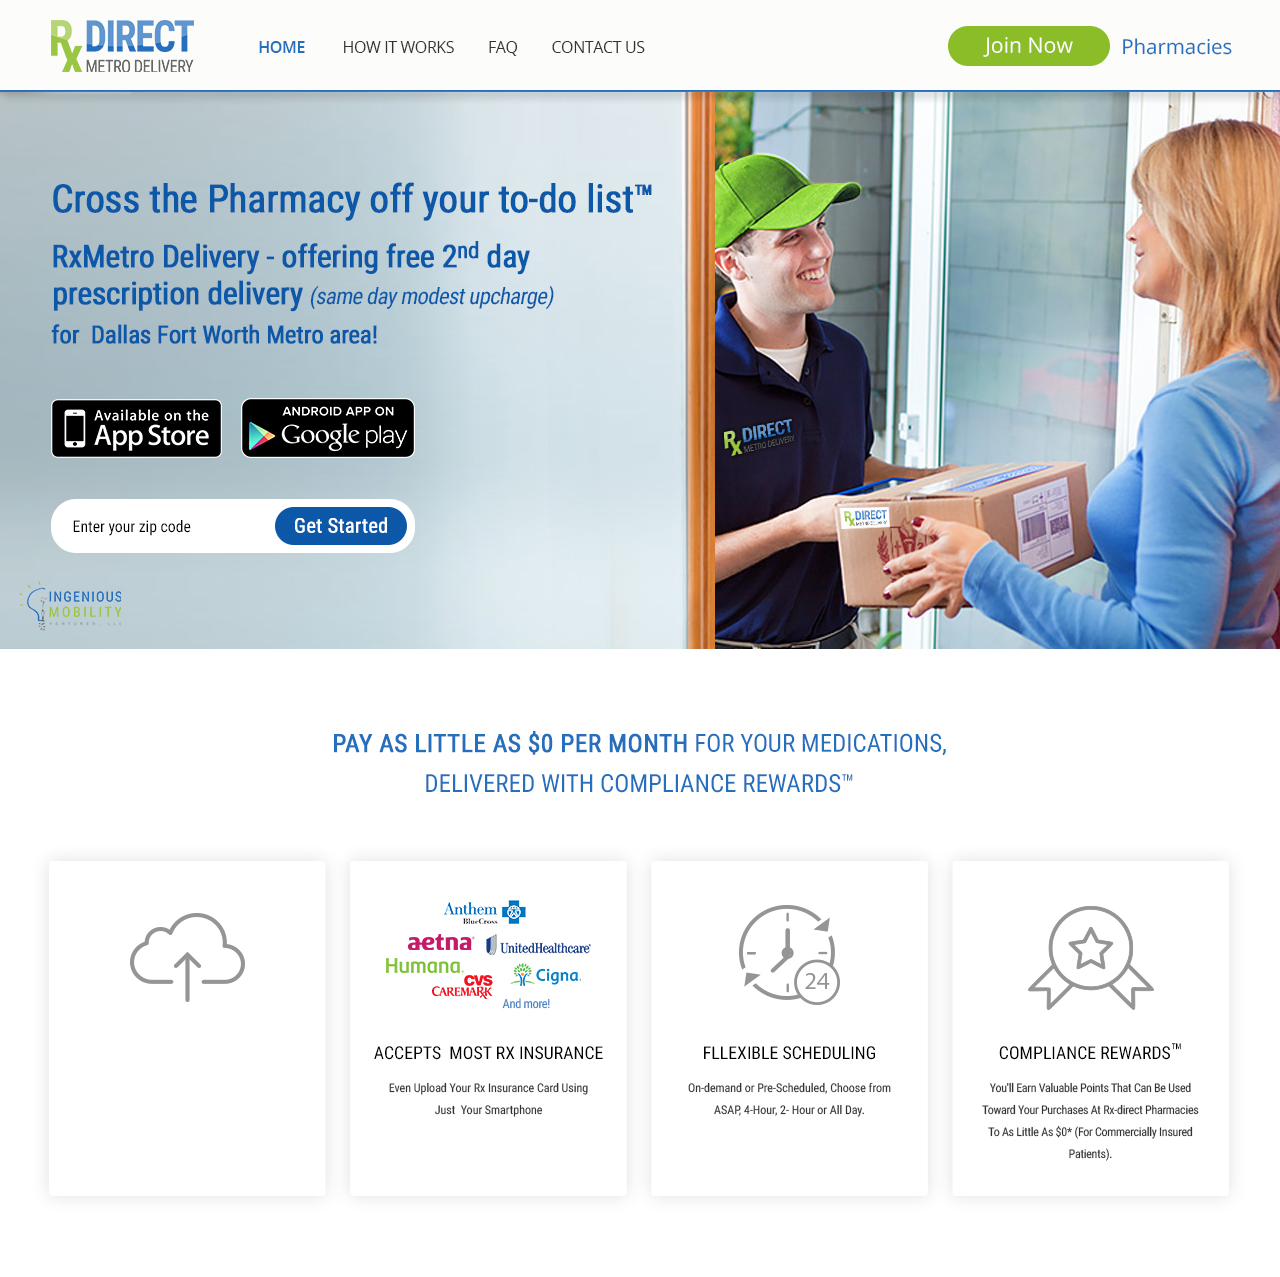 Rx DIRECT
METRO DELIVERY
HOME
HOW IT WORKS
FAQ
CONTACT US
Join Now
Pharmacies
Cross the Pharmacy off your to-do list™
RxMetro Delivery - offering free 2nd day
prescription delivery (same day modest upcharge)
for Dallas Fort Worth Metro area!
Available on the
App Store
ANDROID APP ON
Google play
Enter your zip code
Get Started
INGENIOUS
MOBILITY
VENTURES, LLC
Rx DIRECT
METRO DELIVERY
Rx DIRECT
METRO DELIVERY
PAY AS LITTLE AS $0 PER MONTH FOR YOUR MEDICATIONS,
DELIVERED WITH COMPLIANCE REWARDS™
Anthem
BlueCross
aetna
UnitedHealthcare
Humana
Cigna
CVS
CAREMARK
And more!
ACCEPTS MOST RX INSURANCE
Even Upload Your Rx Insurance Card Using
Just Your Smartphone
24
FLLEXIBLE SCHEDULING
On-demand or Pre-Scheduled, Choose from
ASAP, 4-Hour, 2- Hour or All Day.
COMPLIANCE REWARDS™
You'll Earn Valuable Points That Can Be Used
Toward Your Purchases At Rx-direct Pharmacies
To As Little As $0* (For Commercially Insured
Patients).